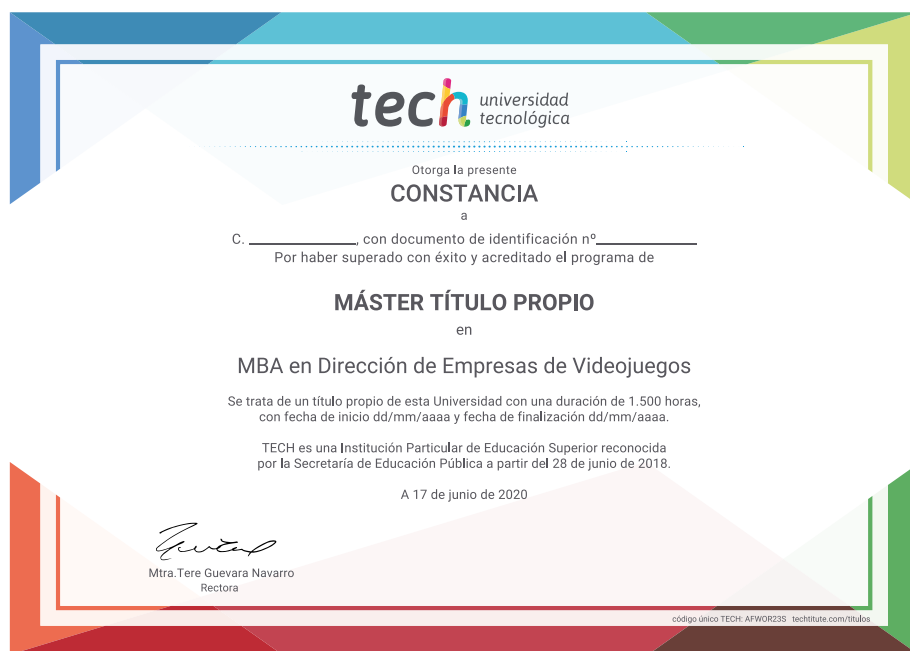 tech universidad
tecnológica
Otorga la presente
CONSTANCIA
a
C. ____________, con documento de identificación nº____________
Por haber superado con éxito y acreditado el programa de
MÁSTER TÍTULO PROPIO
en
MBA en Dirección de Empresas de Videojuegos
Se trata de un título propio de esta Universidad con una duración de 1.500 horas,
con fecha de inicio dd/mm/aaaa y fecha de finalización dd/mm/aaaa.
TECH es una Institución Particular de Educación Superior reconocida
por la Secretaría de Educación Pública a partir del 28 de junio de 2018.
A 17 de junio de 2020
Mtra.Tere Guevara Navarro
Rectora
código único TECH: AFWOR23S techtitute.com/titulos